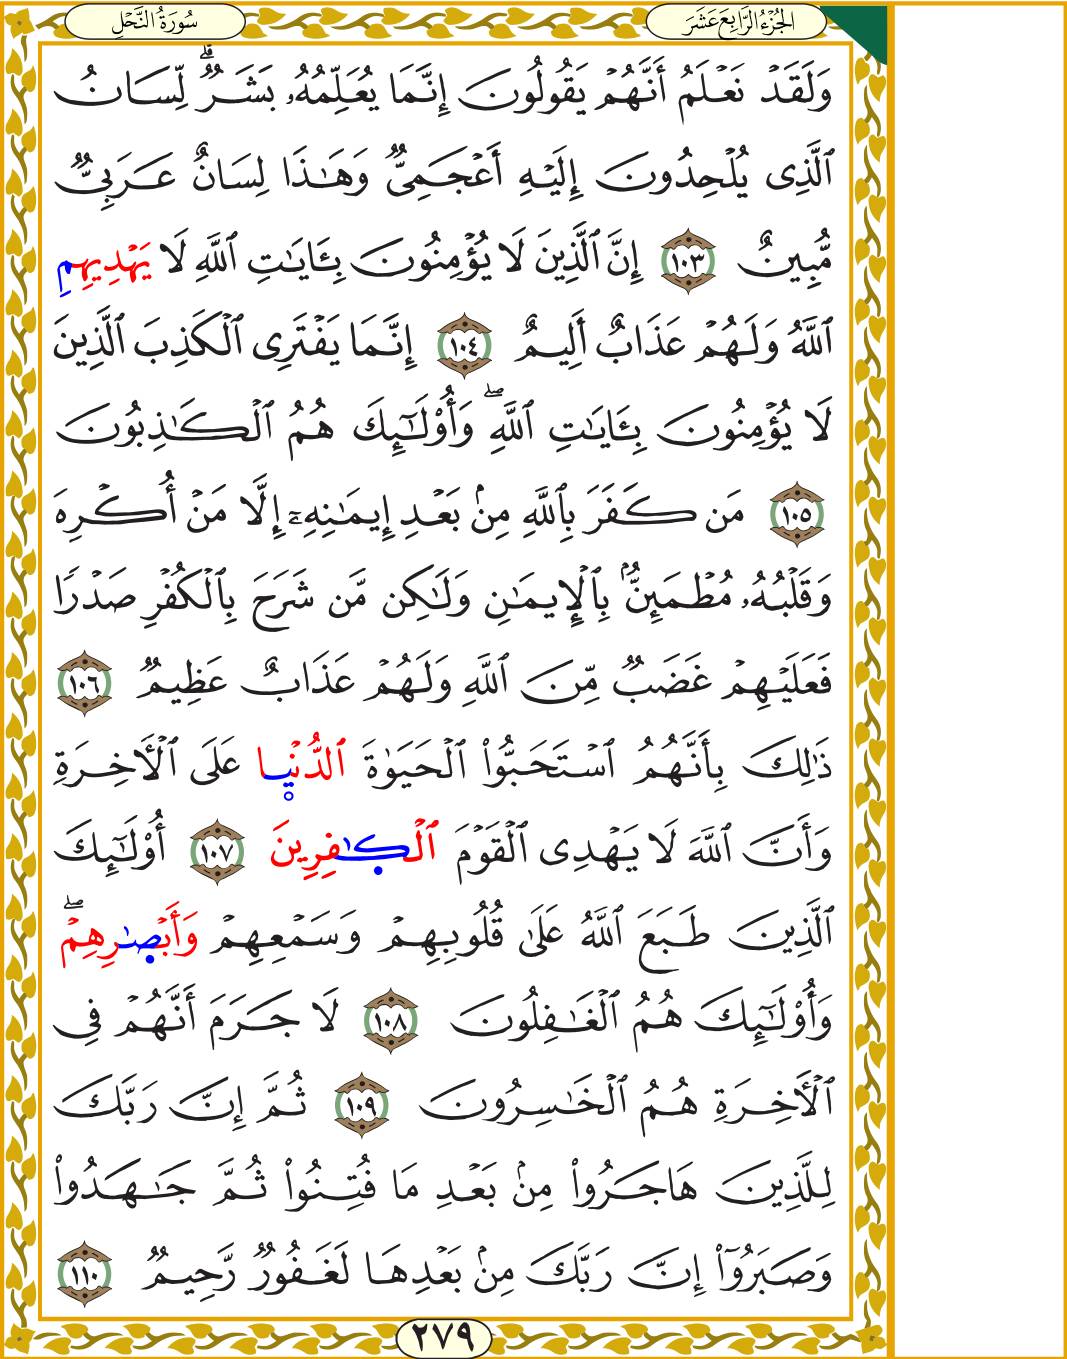 الجُزْءُ الرَّابِعَ عَشَرَ
سُورَةُ النَّحْلِ
وَلَقَدْ نَعْلَمُ أَنَّهُمْ يَقُولُونَ إِنَّمَا يُعَلِّمُهُۥ بَشَرٌۗ لِّسَانُ
ٱلَّذِى يُلْحِدُونَ إِلَيْهِ أَعْجَمِىٌّ وَهَـٰذَا لِسَانٌ عَرَبِىٌّ
مُّبِينٌ ١٠٣ إِنَّ ٱلَّذِينَ لَا يُؤْمِنُونَ بِـَٔايَـٰتِ ٱللَّهِ لَا يَهْدِيهِمِ
ٱللَّهُ وَلَهُمْ عَذَابٌ أَلِيمٌ ١٠٤ إِنَّمَا يَفْتَرِى ٱلْكَذِبَ ٱلَّذِينَ
لَا يُؤْمِنُونَ بِـَٔايَـٰتِ ٱللَّهِۖ وَأُو۟لَـٰٓئِكَ هُمُ ٱلْكَـٰذِبُونَ
١٠٥ مَن كَفَرَ بِٱللَّهِ مِنۢ بَعْدِ إِيمَـٰنِهِۦٓ إِلَّا مَنْ أُكْرِهَ
وَقَلْبُهُۥ مُطْمَئِنٌّۢ بِٱلْإِيمَـٰنِ وَلَـٰكِن مَّن شَرَحَ بِٱلْكُفْرِ صَدْرًا
فَعَلَيْهِمْ غَضَبٌ مِّنَ ٱللَّهِ وَلَهُمْ عَذَابٌ عَظِيمٌ ١٠٦
ذَٰلِكَ بِأَنَّهُمُ ٱسْتَحَبُّوا۟ ٱلْحَيَوٰةَ ٱلدُّنْيَا عَلَى ٱلْـَٔاخِرَةِ
وَأَنَّ ٱللَّهَ لَا يَهْدِى ٱلْقَوْمَ ٱلْكَـٰفِرِينَ ١٠٧ أُو۟لَـٰٓئِكَ
ٱلَّذِينَ طَبَعَ ٱللَّهُ عَلَىٰ قُلُوبِهِمْ وَسَمْعِهِمْ وَأَبْصَـٰرِهِمْۖ
وَأُو۟لَـٰٓئِكَ هُمُ ٱلْغَـٰفِلُونَ ١٠٨ لَا جَرَمَ أَنَّهُمْ فِى
ٱلْـَٔاخِرَةِ هُمُ ٱلْخَـٰسِرُونَ ١٠٩ ثُمَّ إِنَّ رَبَّكَ
لِلَّذِينَ هَاجَرُوا۟ مِنۢ بَعْدِ مَا فُتِنُوا۟ ثُمَّ جَـٰهَدُوا۟
وَصَبَرُوٓا۟ إِنَّ رَبَّكَ مِنۢ بَعْدِهَا لَغَفُورٌ رَّحِيمٌ ١١٠
٢٧٩